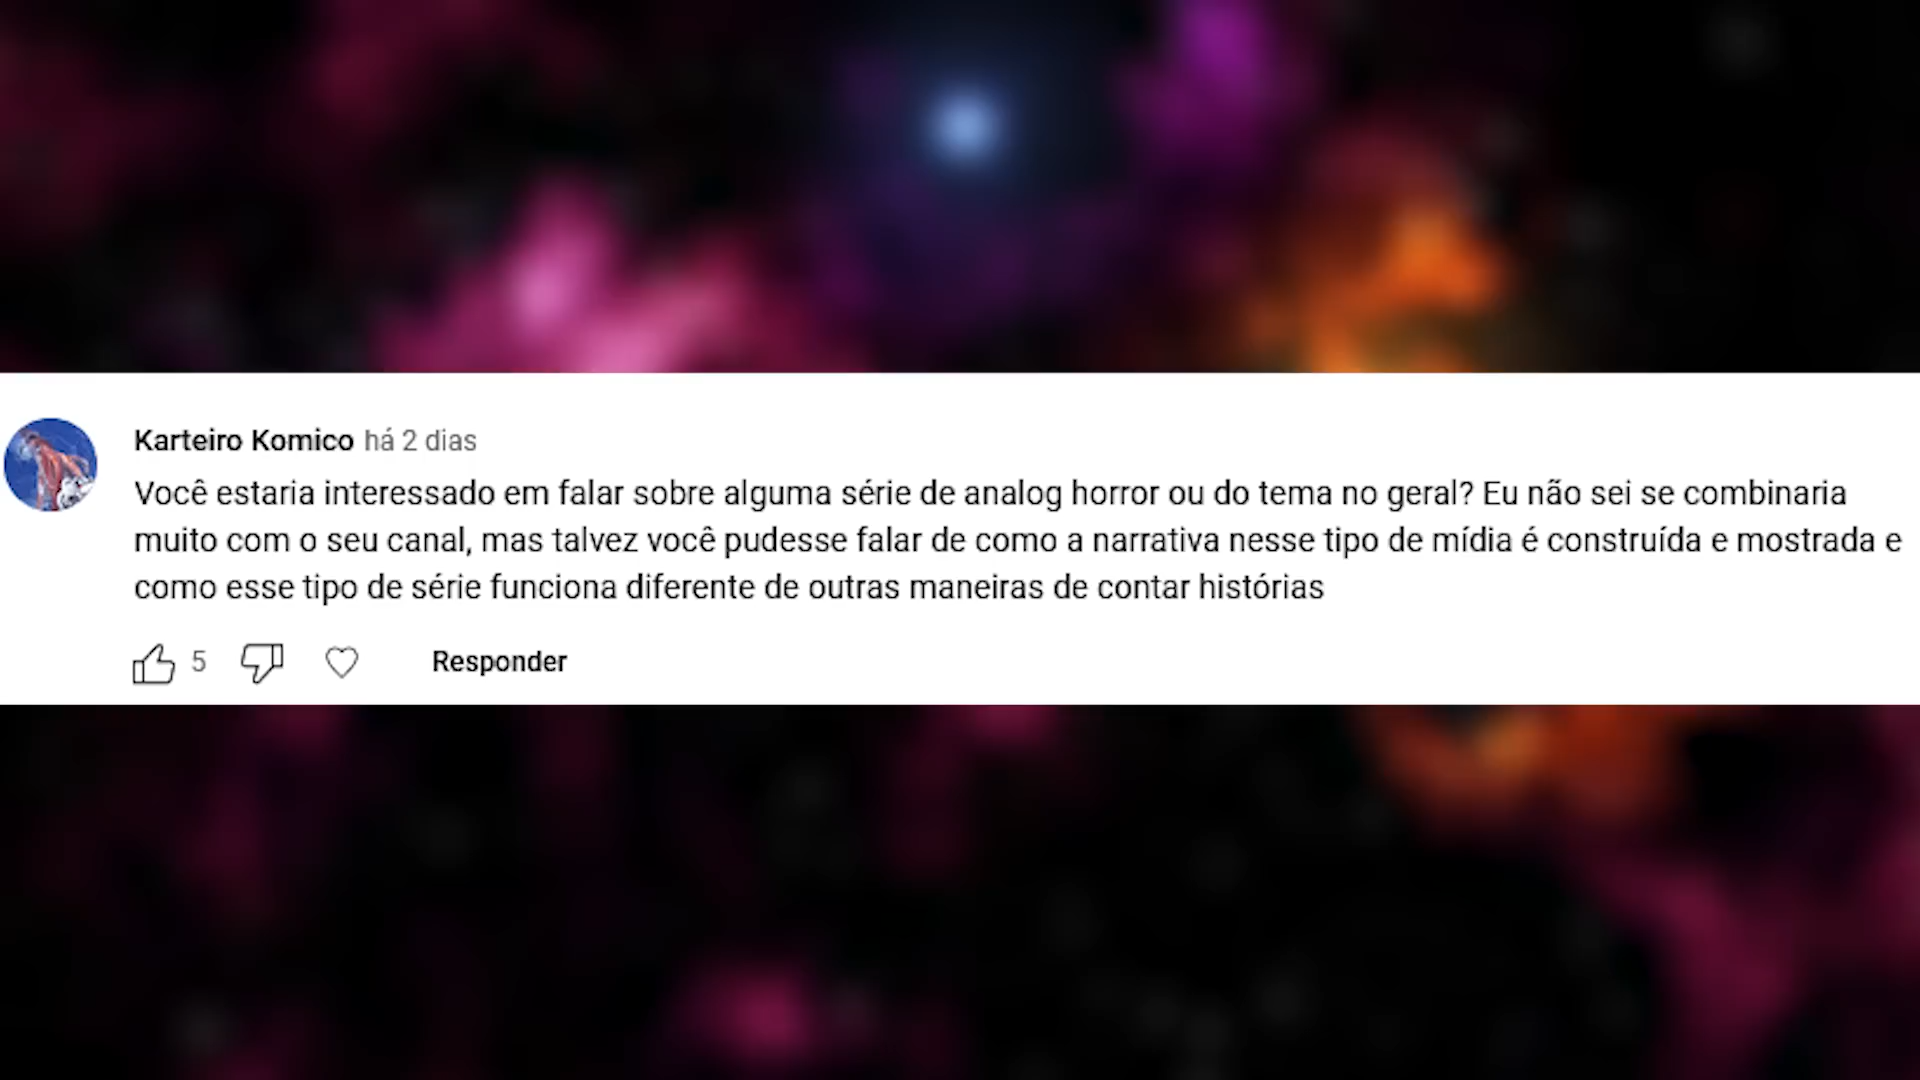 Karteiro Komico há 2 dias
Você estaria interessado em falar sobre alguma série de analog horror ou do tema no geral? Eu não sei se combinaria
muito com o seu canal, mas talvez você pudesse falar de como a narrativa nesse tipo de mídia é construída e mostrada e
como esse tipo de série funciona diferente de outras maneiras de contar histórias
5 Responder